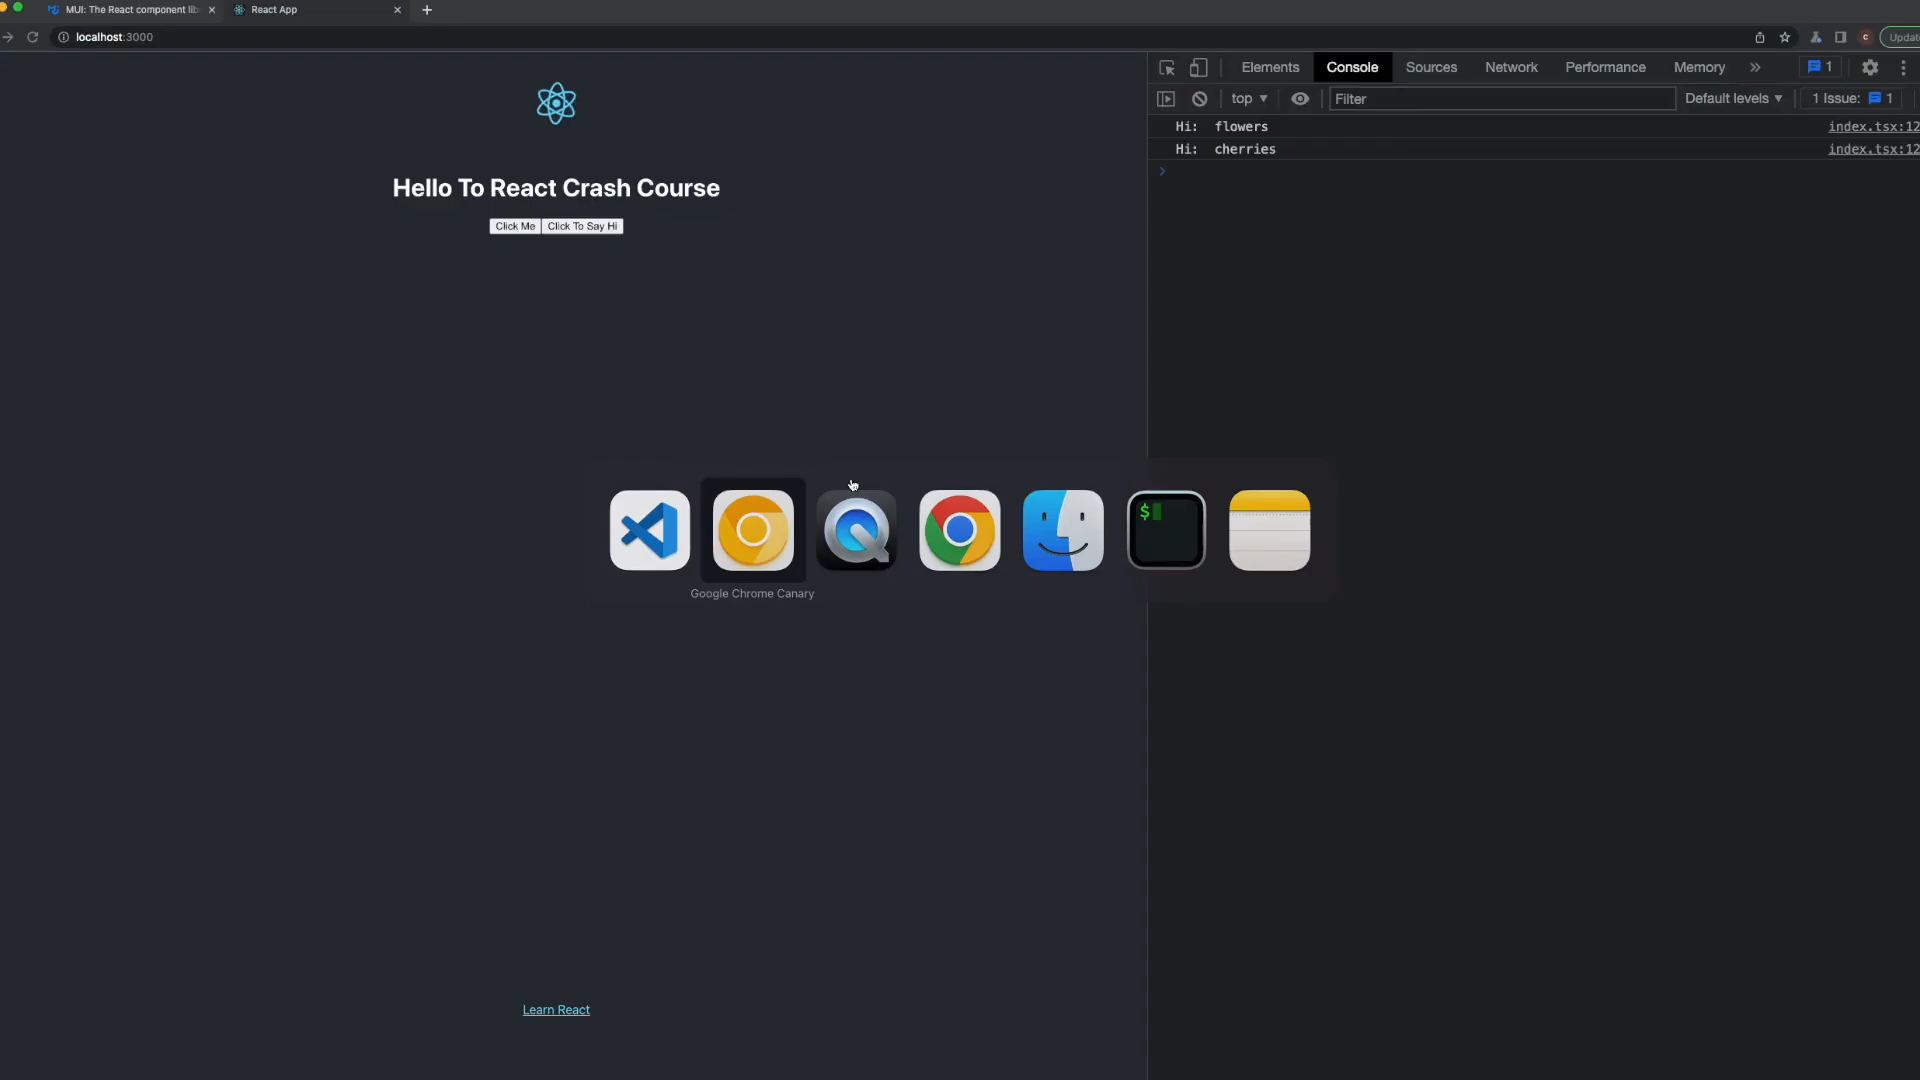 MUI: The React component lib
React App
localhost:3000
Updat
Elements
Console
Sources
Network
Performance
Memory
1
top
Filter
Default levels
1 Issue:
1
Hi: flowers
index.tsx:12
Hi: cherries
index.tsx:12
Hello To React Crash Course
Click Me
Click To Say Hi
$
Google Chrome Canary
Learn React